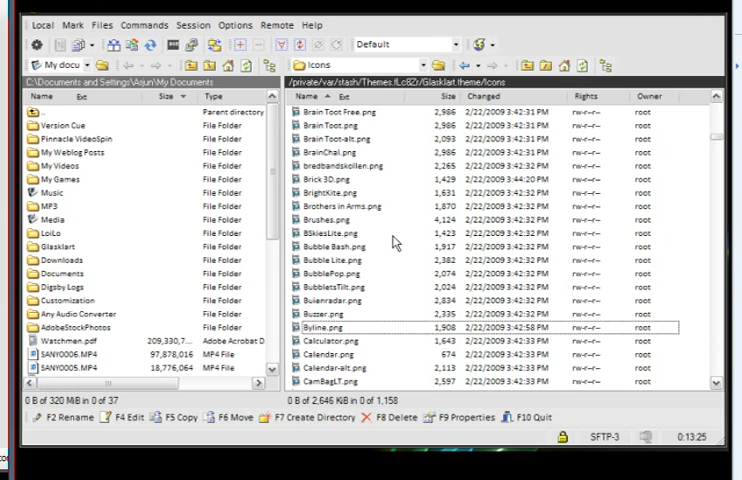 Local Mark Files Commands Session Options Remote Help
Default
My docu Icons
C:\Documents and Settings\Arjun\My Documents /private/var/stash/Themes.fLc8Zr/Glasklart.theme/Icons
Name Ext Size Type Name Ext Size Changed Rights Owner
.. Parent directory Brain Toot Free.png 2,986 2/22/2009 3:42:31 PM rw-r--r-- root
Version Cue File Folder Brain Toot.png 2,986 2/22/2009 3:42:31 PM rw-r--r-- root
Pinnacle VideoSpin File Folder Brain Toot-alt.png 2,093 2/22/2009 3:42:31 PM rw-r--r-- root
My Weblog Posts File Folder BrainChal.png 2,986 2/22/2009 3:42:31 PM rw-r--r-- root
My Videos File Folder bredbandskollen.png 2,265 2/22/2009 3:42:31 PM rw-r--r-- root
My Games File Folder Brick 3D.png 1,429 2/22/2009 3:44:20 PM rw-r--r-- root
Music File Folder BrightKite.png 1,631 2/22/2009 3:42:32 PM rw-r--r-- root
MP3 File Folder Brothers in Arms.png 1,870 2/22/2009 3:42:32 PM rw-r--r-- root
Media File Folder Brushes.png 4,124 2/22/2009 3:42:32 PM rw-r--r-- root
LoiLo File Folder BSkiesLite.png 1,423 2/22/2009 3:42:32 PM rw-r--r-- root
Glasklart File Folder Bubble Bash.png 1,917 2/22/2009 3:42:32 PM rw-r--r-- root
Downloads File Folder Bubble Lite.png 2,382 2/22/2009 3:42:32 PM rw-r--r-- root
Documents File Folder BubblePop.png 2,074 2/22/2009 3:42:32 PM rw-r--r-- root
Digsby Logs File Folder BubbletsTilt.png 2,024 2/22/2009 3:42:32 PM rw-r--r-- root
Customization File Folder Buienradar.png 2,834 2/22/2009 3:42:32 PM rw-r--r-- root
Any Audio Converter File Folder Buzzer.png 2,335 2/22/2009 3:42:32 PM rw-r--r-- root
AdobeStockPhotos File Folder Byline.png 1,908 2/22/2009 3:42:58 PM rw-r--r-- root
Watchmen.pdf 209,330,7... Adobe Acrobat D Calculator.png 1,643 2/22/2009 3:42:33 PM rw-r--r-- root
SANY0006.MP4 97,878,016 MP4 File Calendar.png 674 2/22/2009 3:42:33 PM rw-r--r-- root
SANY0005.MP4 18,776,064 MP4 File Calendar-alt.png 2,113 2/22/2009 3:42:33 PM rw-r--r-- root
CamBagLT.png 2,597 2/22/2009 3:42:33 PM rw-r--r-- root
0 B of 320 MiB in 0 of 37 0 B of 2,646 KiB in 0 of 1,158
F2 Rename F4 Edit F5 Copy F6 Move F7 Create Directory F8 Delete F9 Properties F10 Quit
SFTP-3 0:13:25